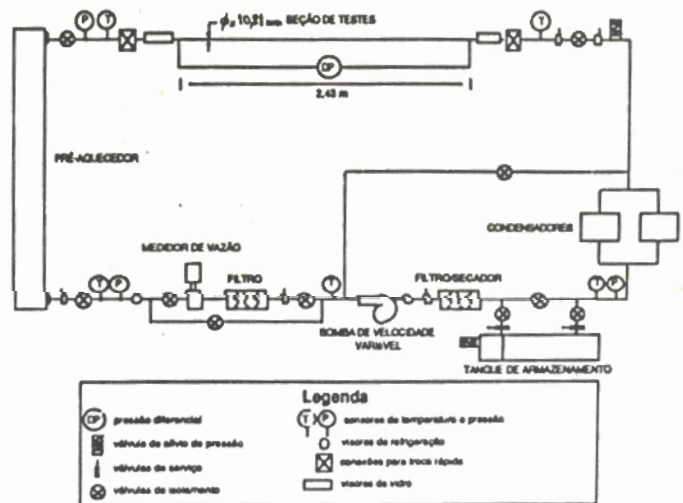 P T
ϕ = 10,21 mm SEÇÃO DE TESTES
T
DP
2,43 m
PRÉ-AQUECEDOR
CONDENSADORES
MEDIDOR DE VAZÃO
FILTRO
FILTRO/SECADOR
T P
T
T P
BOMBA DE VELOCIDADE
VARIÁVEL
TANQUE DE ARMAZENAMENTO
Legenda
DP pressão diferencial
T P sensores de temperatura e pressão
válvula de alívio de pressão
visores de refrigeração
válvulas de serviço
conexões para troca rápida
válvulas de isolamento
visores de vidro